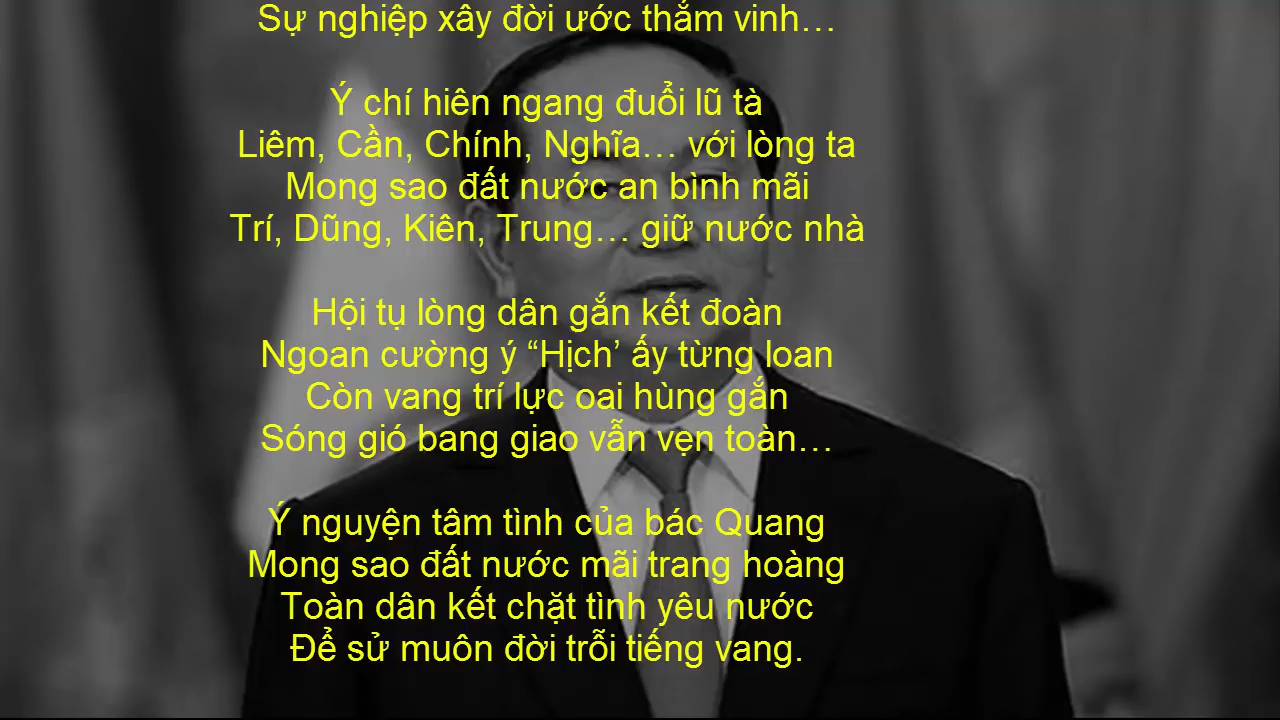 Sự nghiệp xây đời ước thắm vinh…
Ý chí hiên ngang đuổi lũ tà
Liêm, Cần, Chính, Nghĩa… với lòng ta
Mong sao đất nước an bình mãi
Trí, Dũng, Kiên, Trung… giữ nước nhà
Hội tụ lòng dân gắn kết đoàn
Ngoan cường ý “Hịch’ ấy từng loan
Còn vang trí lực oai hùng gắn
Sóng gió bang giao vẫn vẹn toàn…
Ý nguyện tâm tình của bác Quang
Mong sao đất nước mãi trang hoàng
Toàn dân kết chặt tình yêu nước
Để sử muôn đời trỗi tiếng vang.